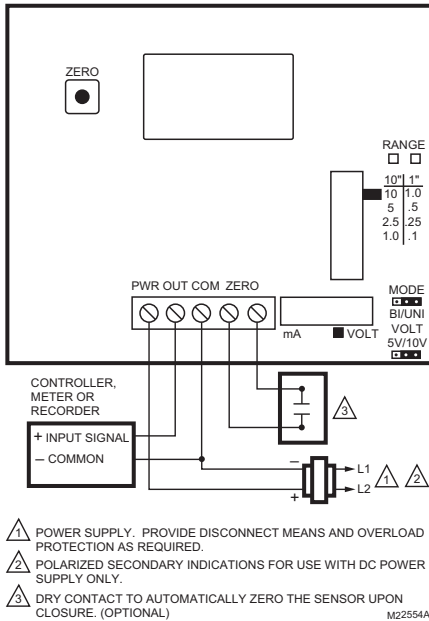 ZERO
RANGE
10" 1"
10 1.0
5 .5
2.5 .25
1.0 .1
PWR OUT COM ZERO
MODE
BI/UNI
mA VOLT
VOLT
5V/10V
CONTROLLER,
METER OR
RECORDER
+ INPUT SIGNAL
– COMMON
3
–
+
L1
L2
1 2
1 POWER SUPPLY. PROVIDE DISCONNECT MEANS AND OVERLOAD
PROTECTION AS REQUIRED.
2 POLARIZED SECONDARY INDICATIONS FOR USE WITH DC POWER
SUPPLY ONLY.
3 DRY CONTACT TO AUTOMATICALLY ZERO THE SENSOR UPON
CLOSURE. (OPTIONAL)
M22554A